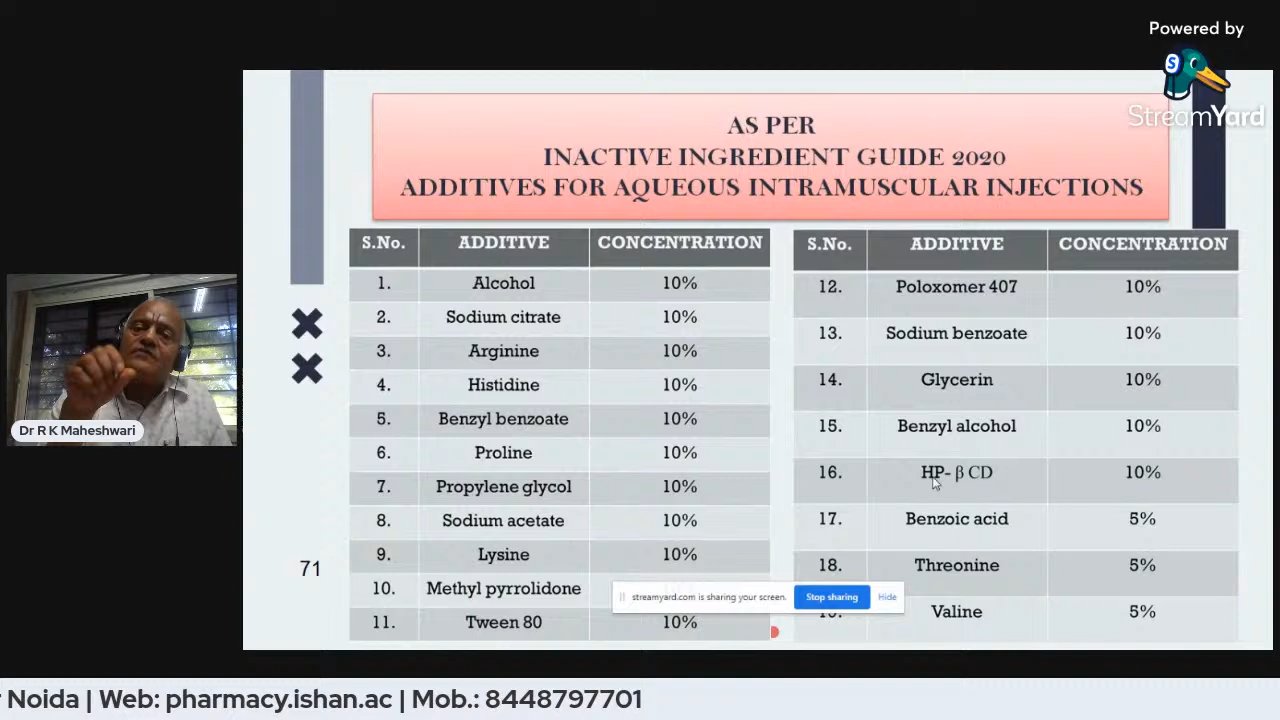 Powered by
StreamYard
AS PER
INACTIVE INGREDIENT GUIDE 2020
ADDITIVES FOR AQUEOUS INTRAMUSCULAR INJECTIONS
S.No. ADDITIVE CONCENTRATION
1. Alcohol 10%
2. Sodium citrate 10%
3. Arginine 10%
4. Histidine 10%
5. Benzyl benzoate 10%
6. Proline 10%
7. Propylene glycol 10%
8. Sodium acetate 10%
9. Lysine 10%
10. Methyl pyrrolidone
11. Tween 80 10%
S.No. ADDITIVE CONCENTRATION
12. Poloxomer 407 10%
13. Sodium benzoate 10%
14. Glycerin 10%
15. Benzyl alcohol 10%
16. HP- β CD 10%
17. Benzoic acid 5%
18. Threonine 5%
Valine 5%
71
streamyard.com is sharing your screen. Stop sharing Hide
Dr R K Maheshwari
Noida | Web: pharmacy.ishan.ac | Mob.: 8448797701